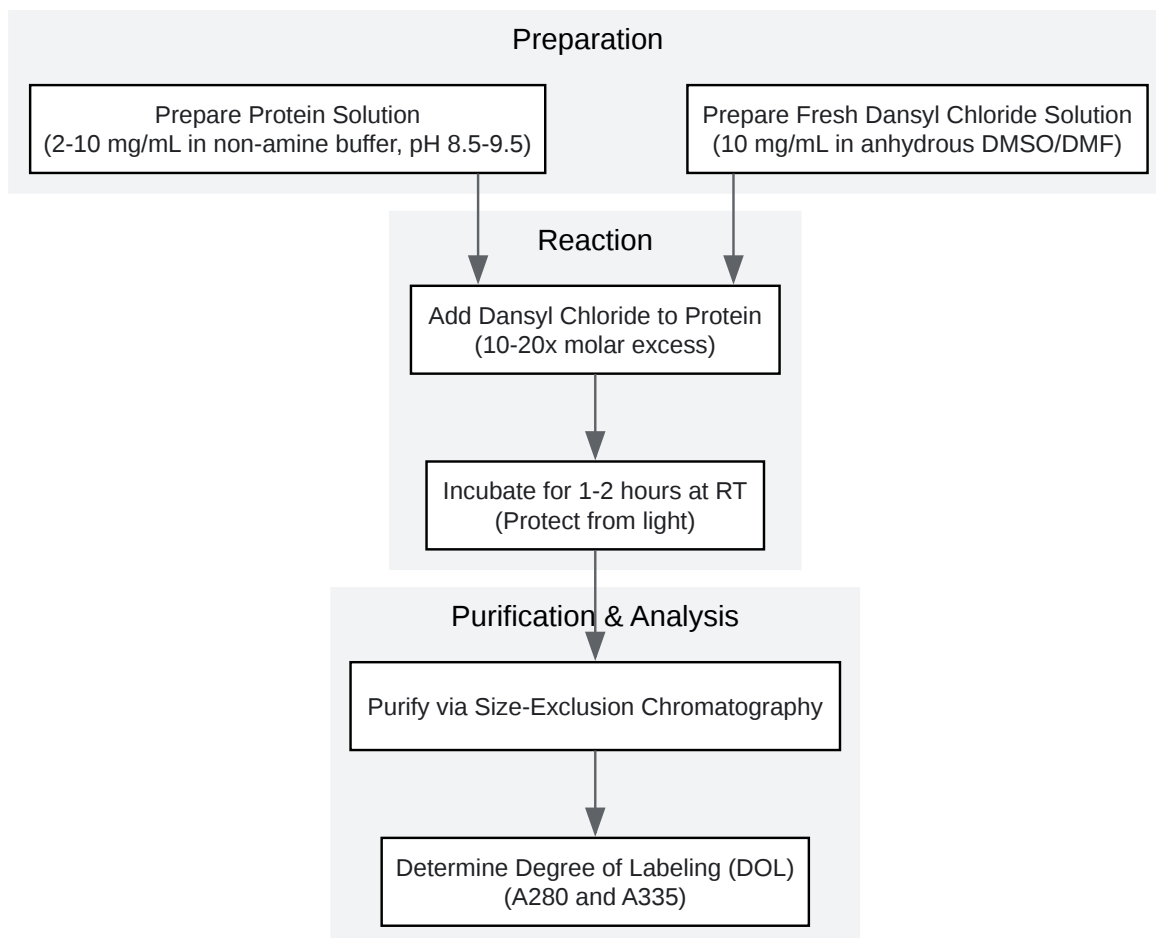 Preparation
Prepare Protein Solution
(2-10 mg/mL in non-amine buffer, pH 8.5-9.5)
Prepare Fresh Dansyl Chloride Solution
(10 mg/mL in anhydrous DMSO/DMF)
Reaction
Add Dansyl Chloride to Protein
(10-20x molar excess)
Incubate for 1-2 hours at RT
(Protect from light)
Purification & Analysis
Purify via Size-Exclusion Chromatography
Determine Degree of Labeling (DOL)
(A280 and A335)